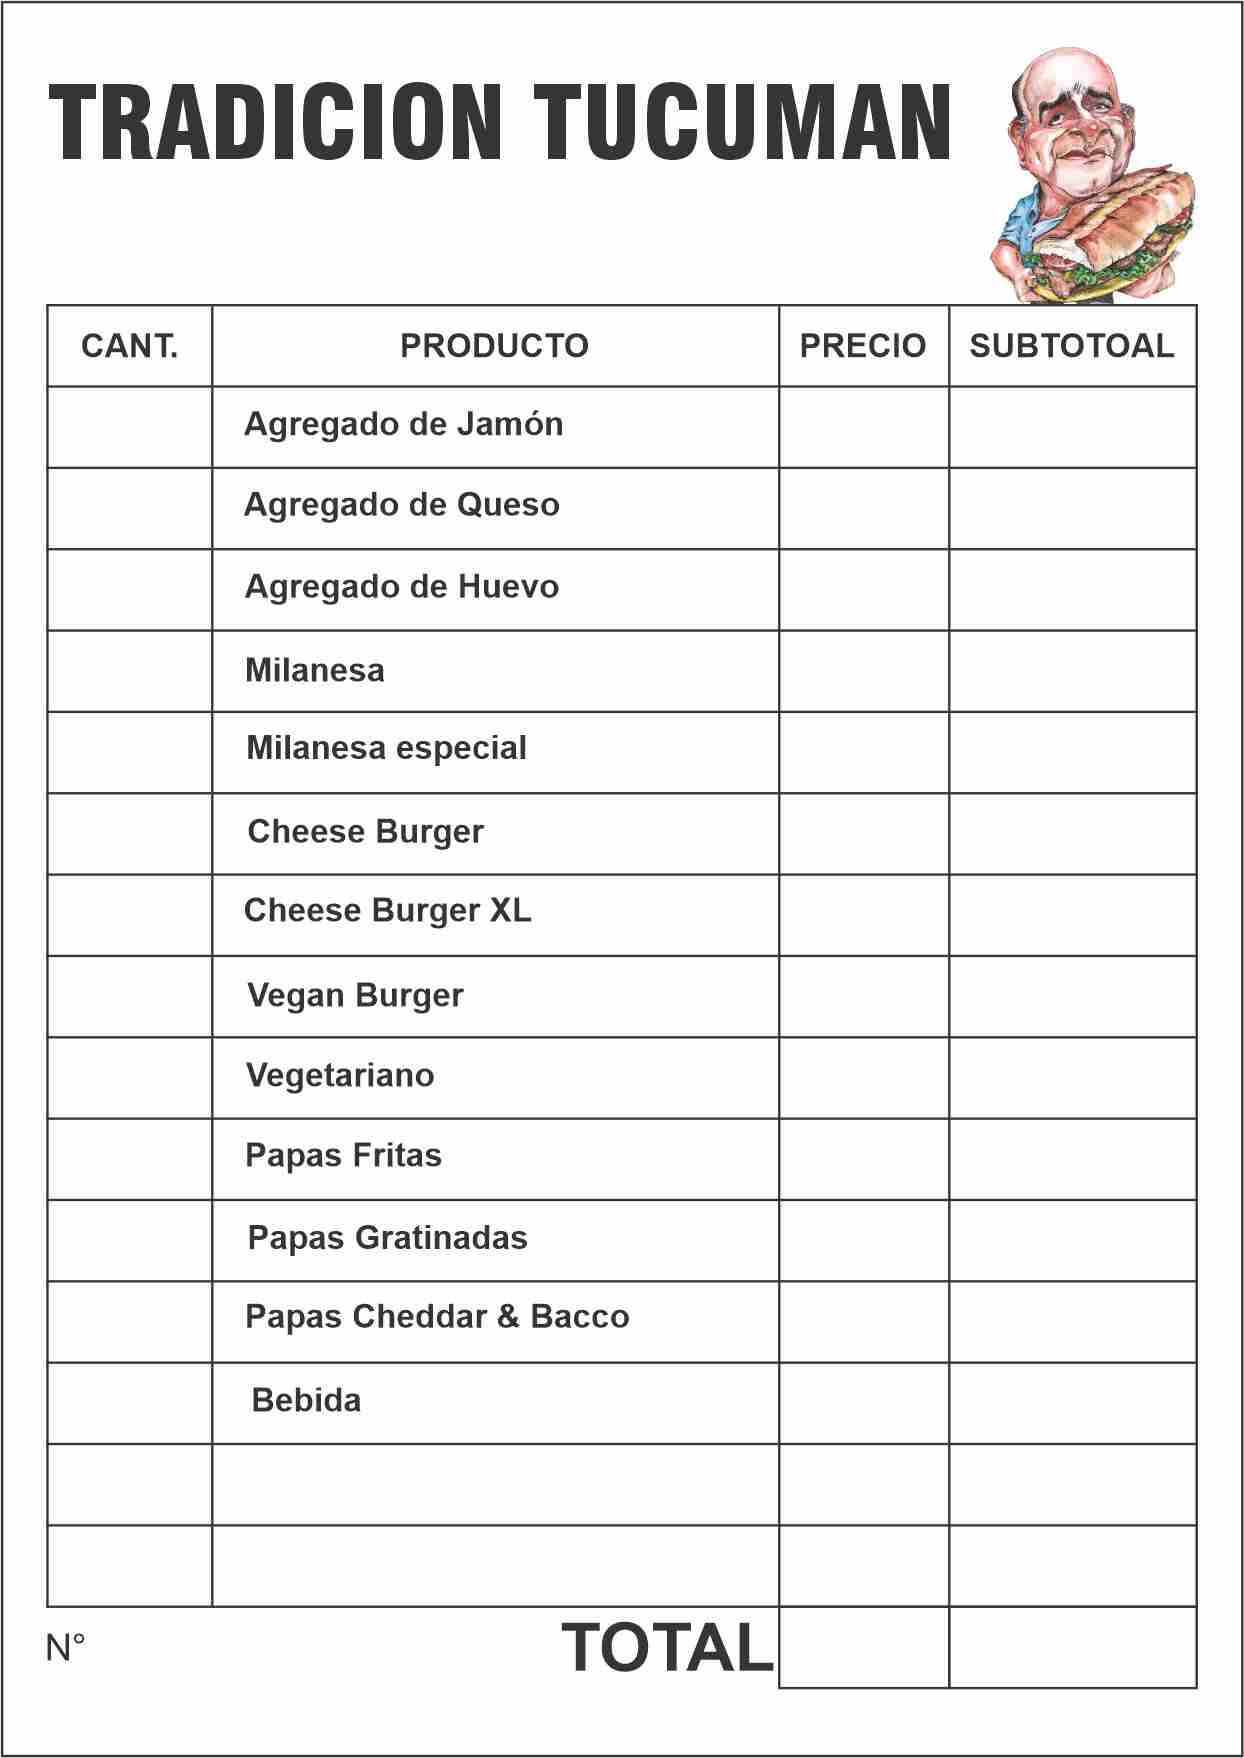 TRADICION TUCUMAN
CANT. PRODUCTO PRECIO SUBTOTOAL
Agregado de Jamón
Agregado de Queso
Agregado de Huevo
Milanesa
Milanesa especial
Cheese Burger
Cheese Burger XL
Vegan Burger
Vegetariano
Papas Fritas
Papas Gratinadas
Papas Cheddar & Bacco
Bebida
N° TOTAL